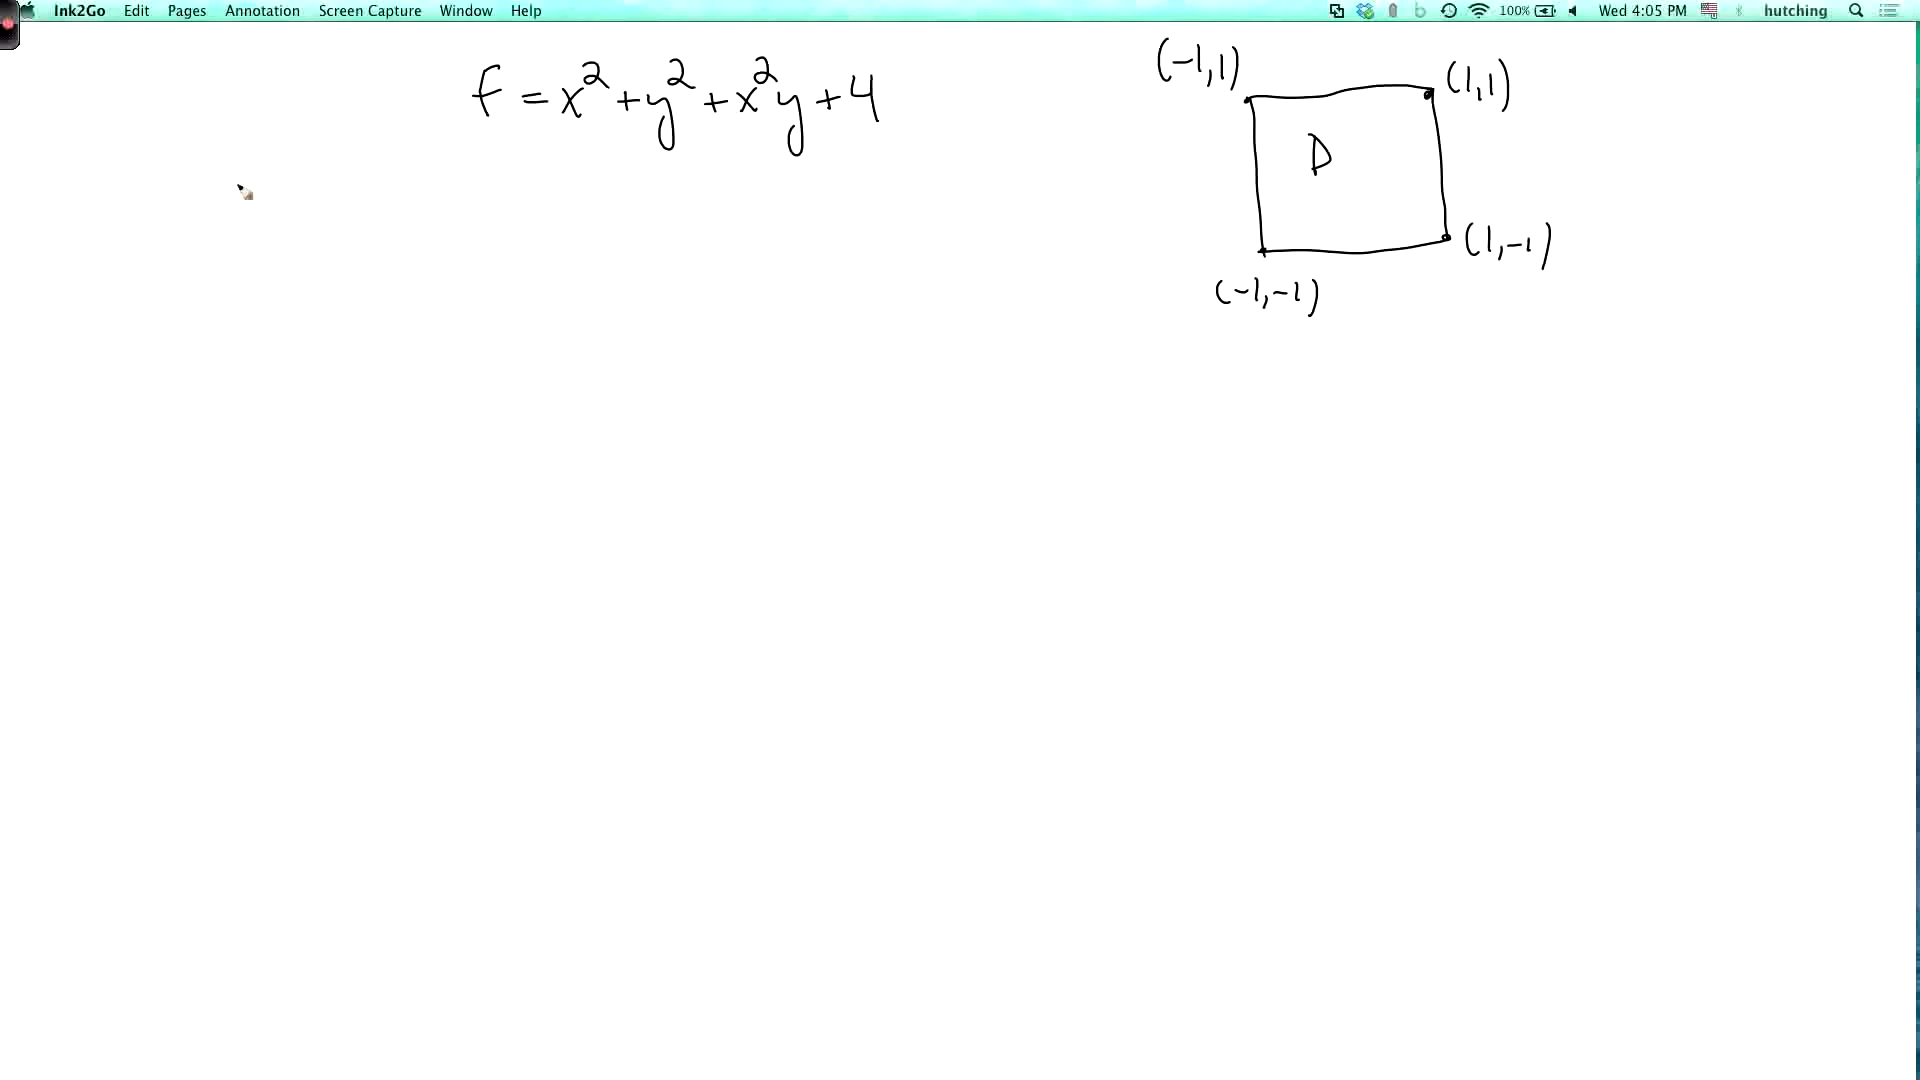 Ink2Go Edit Pages Annotation Screen Capture Window Help 100% Wed 4:05 PM hutching
f = x² + y² + x²y + 4
(-1,1) (1,1)
D
(1,-1)
(-1,-1)